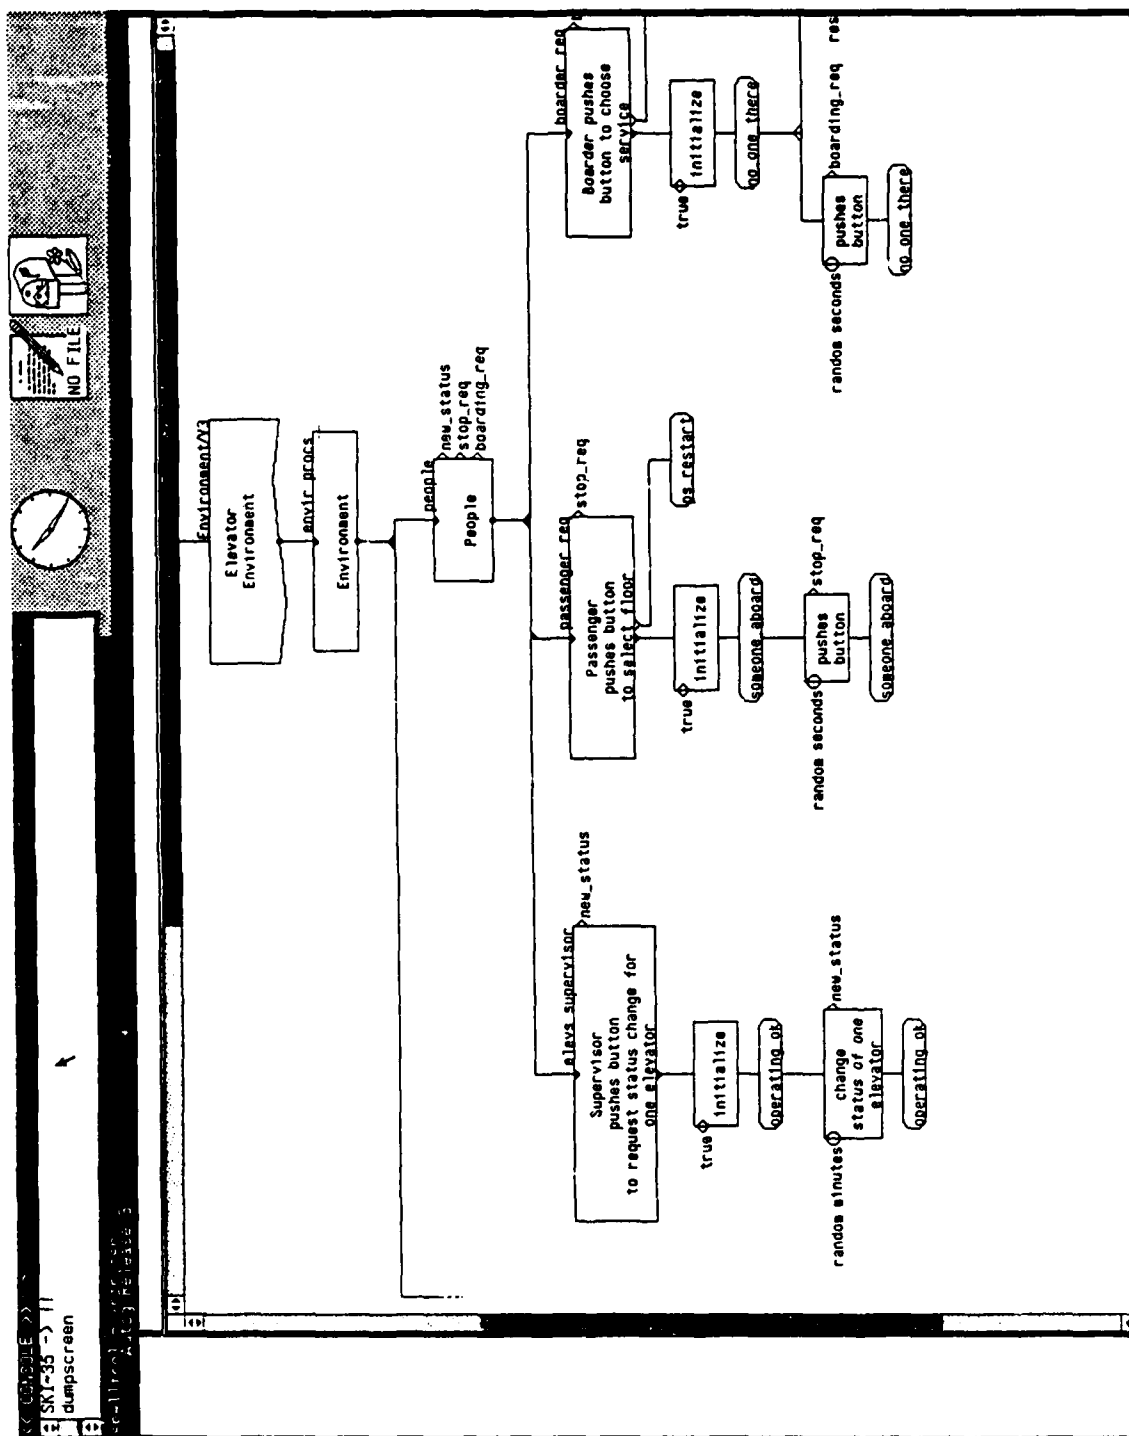 << CONSOLE >>
SKI~35 -> ll
dumpscreen
Release 3
NO FILE
Environment/V3
Elevator
Environment
envir_procs
Environment
people
new_status
stop_req
boarding_req
People
elevs_supervisor
new_status
Supervisor
pushes button
to request status change for
one elevator
true
initialize
operating_ok
random minutes
new_status
change
status of one
elevator
operating_ok
passenger_req
stop_req
Passenger
pushes button
to select floor
ps_restart
true
initialize
someone_aboard
random seconds
stop_req
pushes
button
someone_aboard
boarder_req
Boarder pushes
button to choose
service
true
initialize
no_one_there
random seconds
boarding_req
res
pushes
button
no_one_there